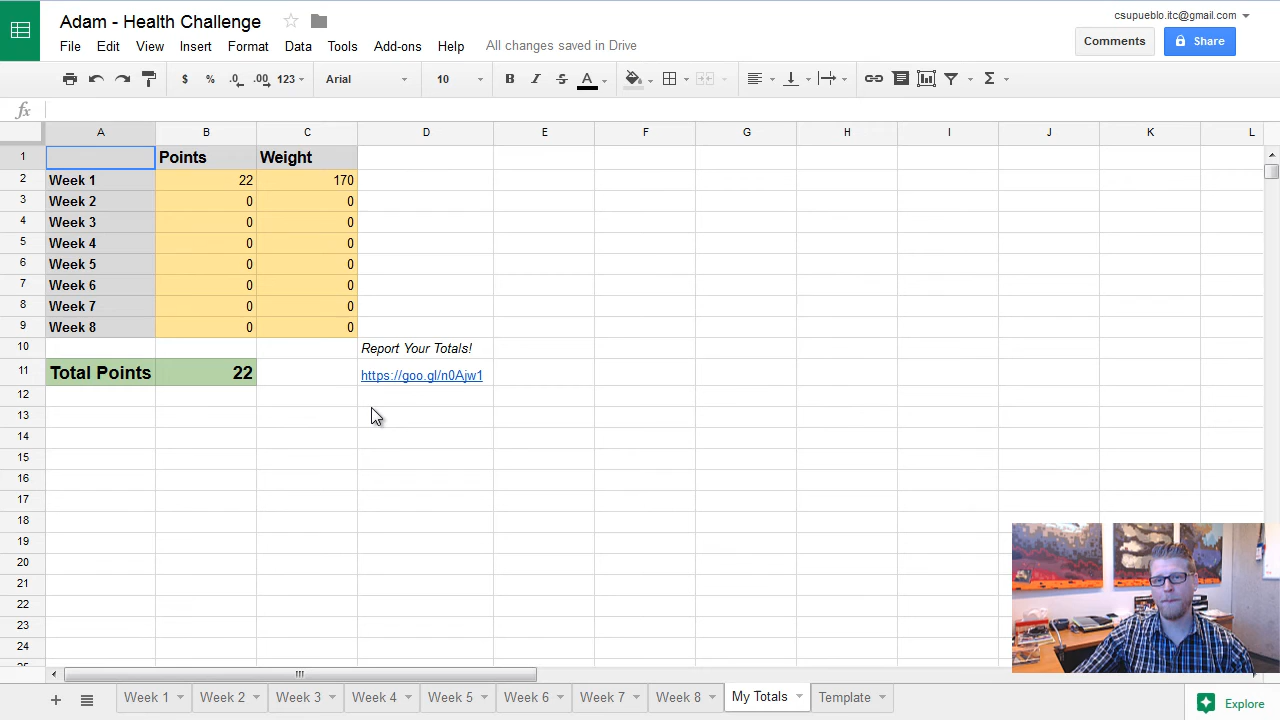 Adam - Health Challenge
csupueblo.itc@gmail.com
File Edit View Insert Format Data Tools Add-ons Help All changes saved in Drive
Comments Share
$ % .0 .00 123 Arial 10 B I S A Σ
fx
A B C D E F G H I J K L
1 Points Weight
2 Week 1 22 170
3 Week 2 0 0
4 Week 3 0 0
5 Week 4 0 0
6 Week 5 0 0
7 Week 6 0 0
8 Week 7 0 0
9 Week 8 0 0
10 Report Your Totals!
11 Total Points 22 https://goo.gl/n0Ajw1
12
13
14
15
16
17
18
19
20
21
22
23
24
25
+ Week 1 Week 2 Week 3 Week 4 Week 5 Week 6 Week 7 Week 8 My Totals Template Explore